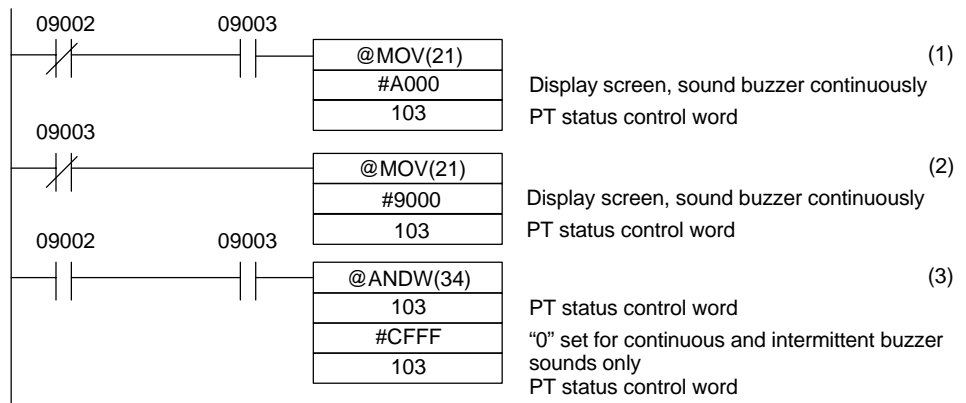 09002 09003
@MOV(21) (1)
#A000 Display screen, sound buzzer continuously
103 PT status control word
09003
@MOV(21) (2)
#9000 Display screen, sound buzzer continuously
103 PT status control word
09002 09003
@ANDW(34) (3)
103 PT status control word
#CFFF “0” set for continuous and intermittent buzzer
sounds only
103 PT status control word